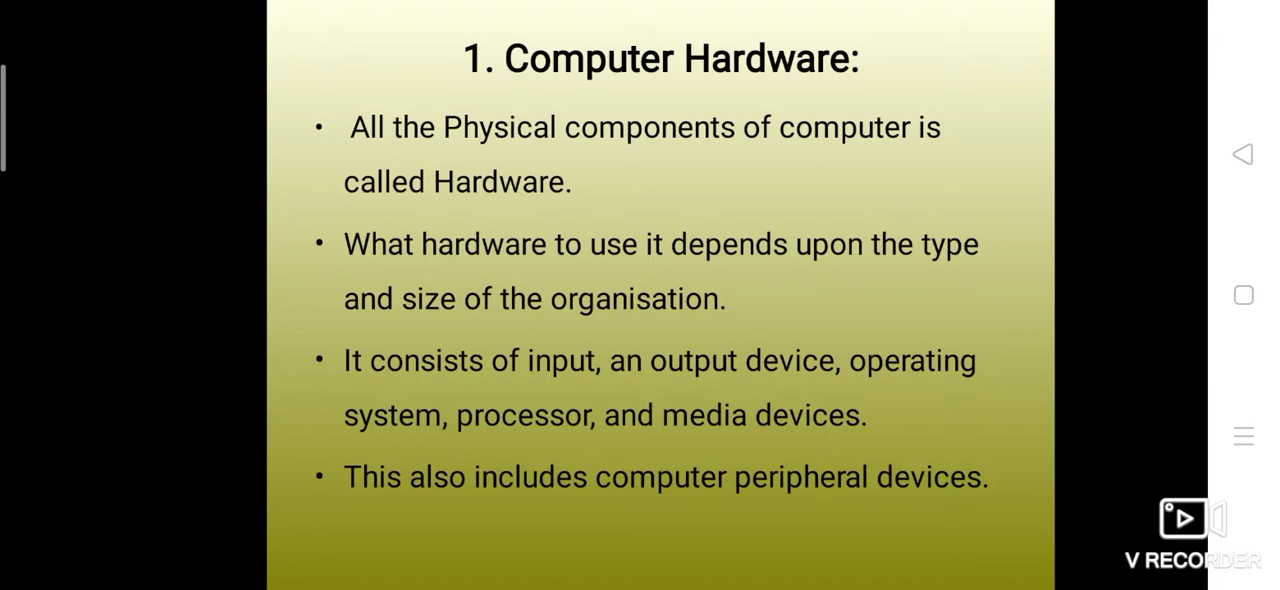 1. Computer Hardware:
• All the Physical components of computer is
called Hardware.
• What hardware to use it depends upon the type
and size of the organisation.
• It consists of input, an output device, operating
system, processor, and media devices.
• This also includes computer peripheral devices.
V RECORDER